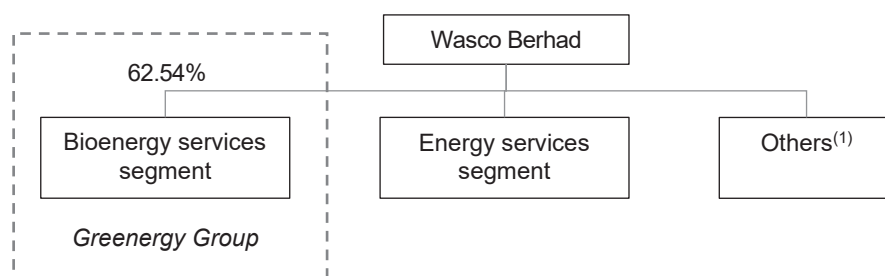 Wasco Berhad
62.54%
Bioenergy services
segment
Energy services
segment
Others(1)
Greenergy Group